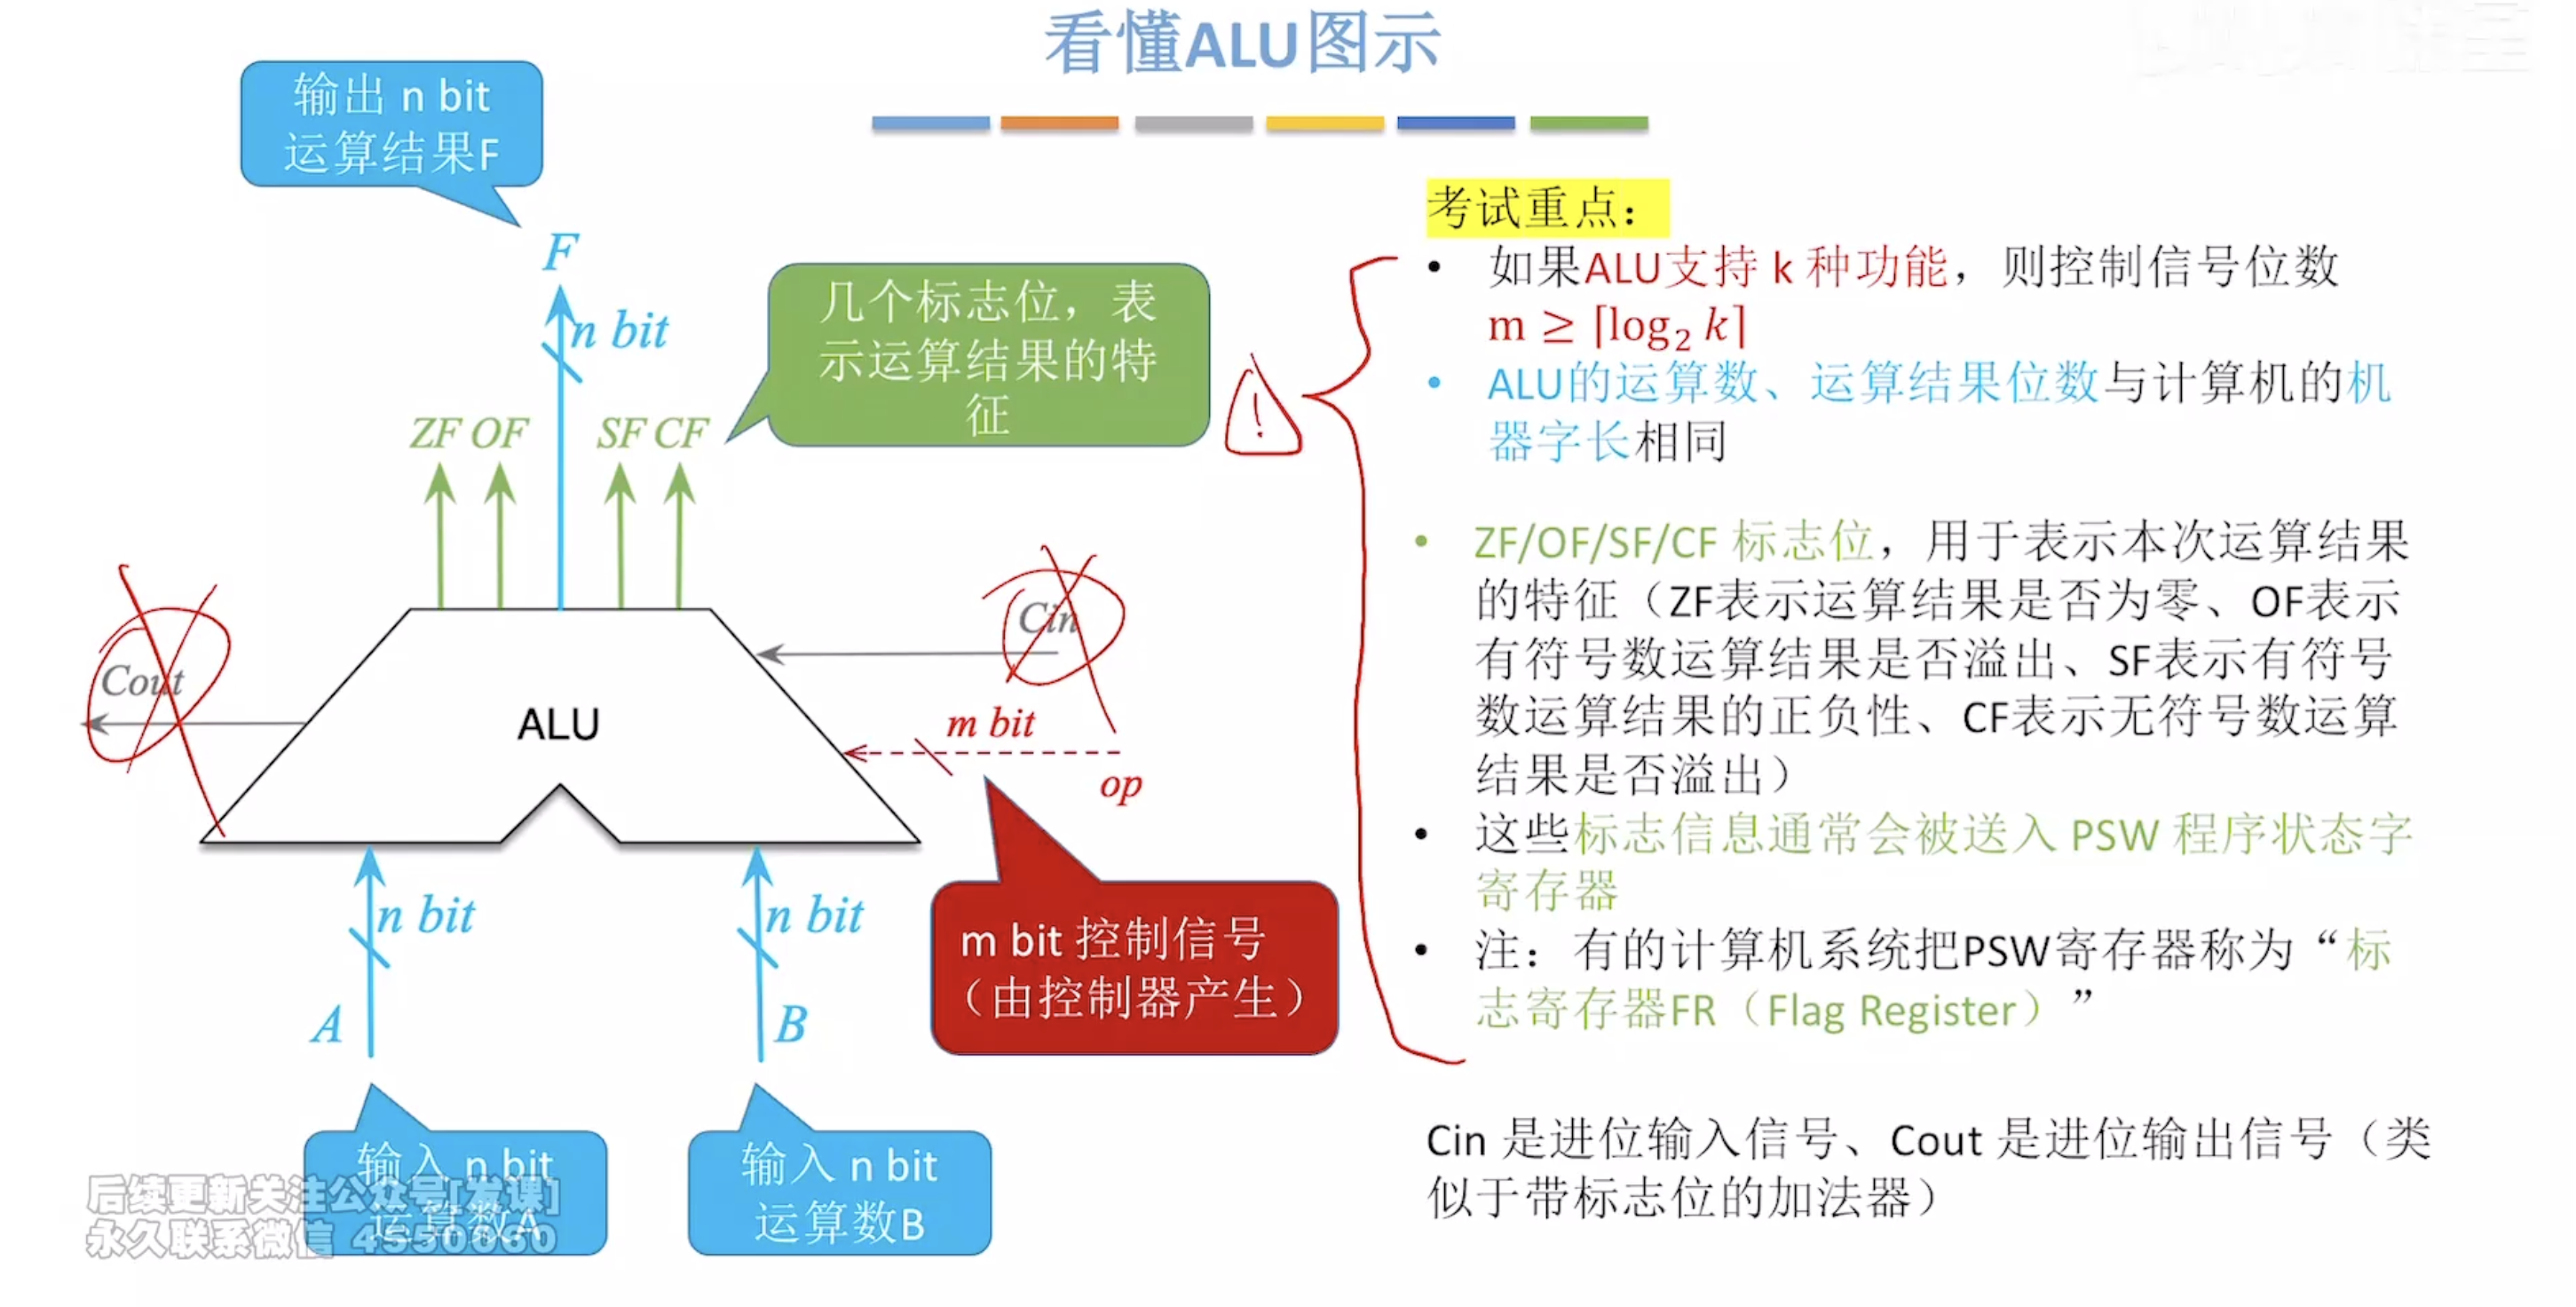 看懂ALU图示
输出 n bit
运算结果F
F
n bit
几个标志位，表
示运算结果的特
征
ZF OF SF CF
Cin
Cout
ALU
m bit
op
n bit
n bit
A
B
m bit 控制信号
（由控制器产生）
输入 n bit
运算数A
输入 n bit
运算数B
考试重点：
• 如果ALU支持 k 种功能，则控制信号位数
m ≥ ⌈log₂ k⌉
• ALU的运算数、运算结果位数与计算机的机
器字长相同
• ZF/OF/SF/CF 标志位，用于表示本次运算结果
的特征（ZF表示运算结果是否为零、OF表示
有符号数运算结果是否溢出、SF表示有符号
数运算结果的正负性、CF表示无符号数运算
结果是否溢出）
• 这些标志信息通常会被送入 PSW 程序状态字
寄存器
• 注：有的计算机系统把PSW寄存器称为“标
志寄存器FR（Flag Register）”
Cin 是进位输入信号、Cout 是进位输出信号（类
似于带标志位的加法器）
后续更新关注公众号[发课]
永久联系微信